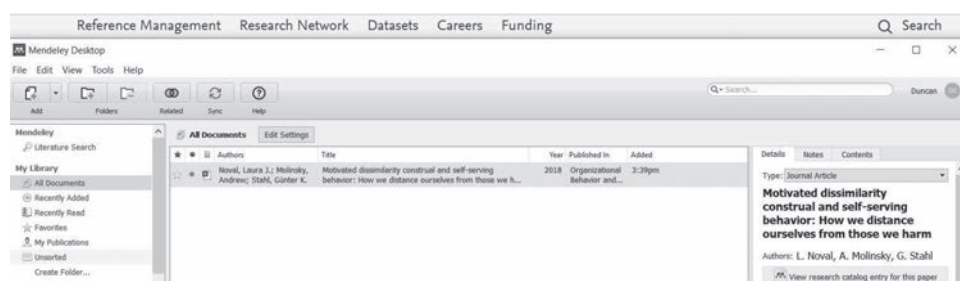 Reference Management Research Network Datasets Careers Funding Search
Mendeley Desktop
File Edit View Tools Help
Search...
Duncan
Add Folders Related Sync Help
Mendeley
Literature Search
My Library
All Documents
Recently Added
Recently Read
Favorites
My Publications
Unsorted
Create Folder...
All Documents Edit Settings
Authors Title Year Published In Added
Noval, Laura J.; Molinsky, Andrew; Stahl, Günter K.
Motivated dissimilarity construal and self-serving
behavior: How we distance ourselves from those we h...
2018
Organizational
Behavior and...
3:39pm
Details Notes Contents
Type: Journal Article
Motivated dissimilarity
construal and self-serving
behavior: How we distance
ourselves from those we harm
Authors: L. Noval, A. Molinsky, G. Stahl
View research catalog entry for this paper